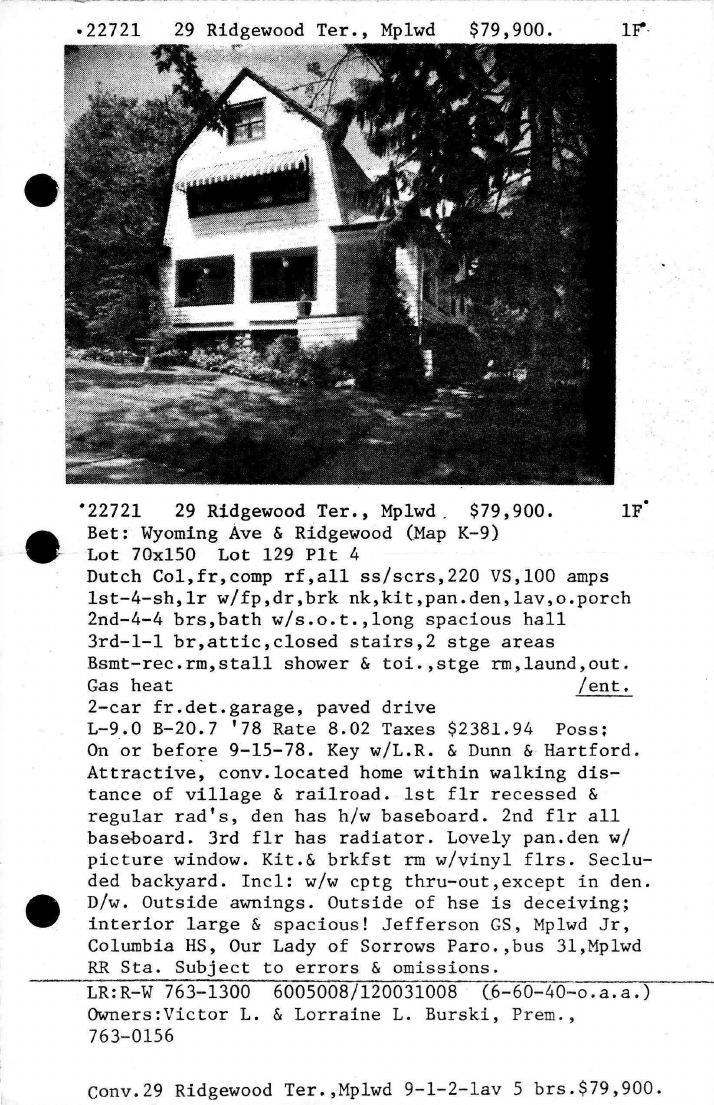 22721 29 Ridgewood Ter., Mplwd $79,900. 1F
22721 29 Ridgewood Ter., Mplwd. $79,900. 1F
Bet: Wyoming Ave & Ridgewood (Map K-9)
Lot 70x150 Lot 129 Plt 4
Dutch Col,fr,comp rf,all ss/scrs,220 VS,100 amps
1st-4-sh,lr w/fp,dr,brk nk,kit,pan.den,lav,o.porch
2nd-4-4 brs,bath w/s.o.t.,long spacious hall
3rd-1-1 br,attic,closed stairs,2 stge areas
Bsmt-rec.rm,stall shower & toi.,stge rm,laund,out.
Gas heat /ent.
2-car fr.det.garage, paved drive
L-9.0 B-20.7 '78 Rate 8.02 Taxes $2381.94 Poss:
On or before 9-15-78. Key w/L.R. & Dunn & Hartford.
Attractive, conv.located home within walking dis-
tance of village & railroad. 1st flr recessed &
regular rad's, den has h/w baseboard. 2nd flr all
baseboard. 3rd flr has radiator. Lovely pan.den w/
picture window. Kit.& brkfst rm w/vinyl flrs. Seclu-
ded backyard. Incl: w/w cptg thru-out,except in den.
D/w. Outside awnings. Outside of hse is deceiving;
interior large & spacious! Jefferson GS, Mplwd Jr,
Columbia HS, Our Lady of Sorrows Paro.,bus 31,Mplwd
RR Sta. Subject to errors & omissions.
LR:R-W 763-1300 6005008/120031008 (6-60-40-o.a.a.)
Owners:Victor L. & Lorraine L. Burski, Prem.,
763-0156
Conv.29 Ridgewood Ter.,Mplwd 9-1-2-lav 5 brs.$79,900.